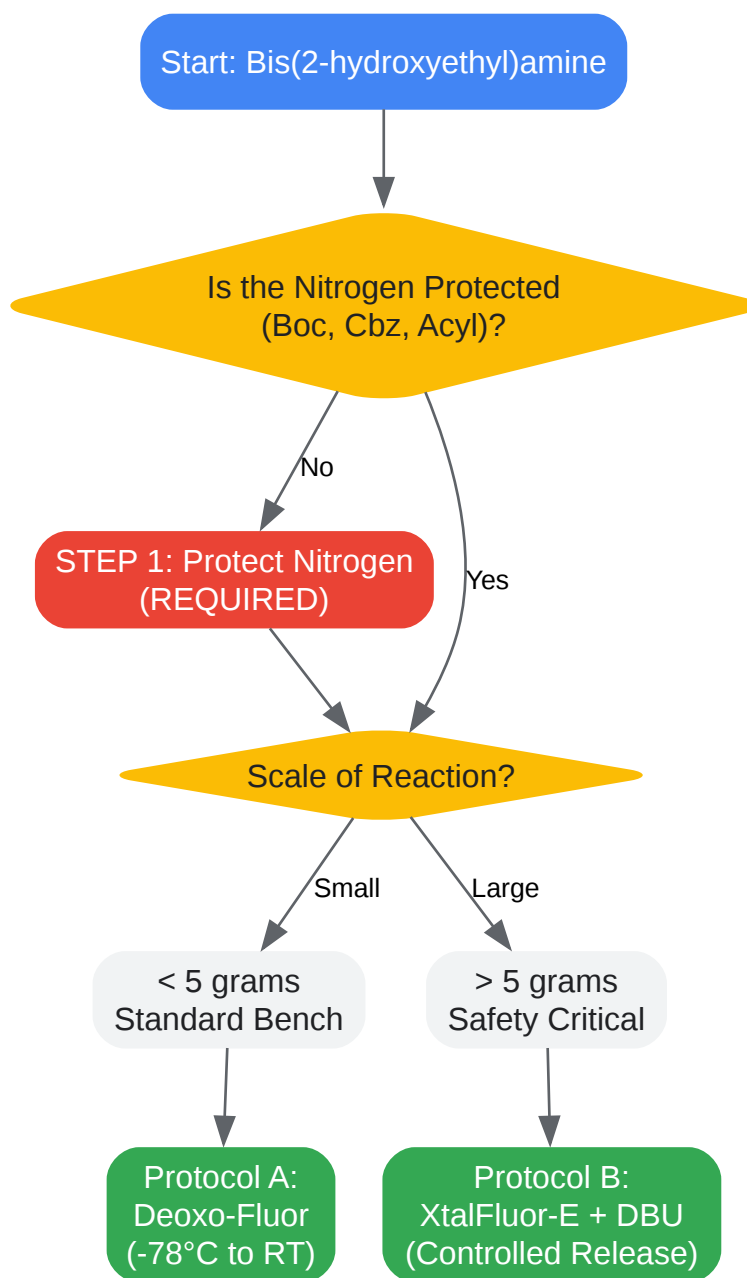 Start: Bis(2-hydroxyethyl)amine
Is the Nitrogen Protected
(Boc, Cbz, Acyl)?
No
STEP 1: Protect Nitrogen
(REQUIRED)
Yes
Scale of Reaction?
Small
Large
< 5 grams
Standard Bench
> 5 grams
Safety Critical
Protocol A:
Deoxo-Fluor
(-78°C to RT)
Protocol B:
XtalFluor-E + DBU
(Controlled Release)